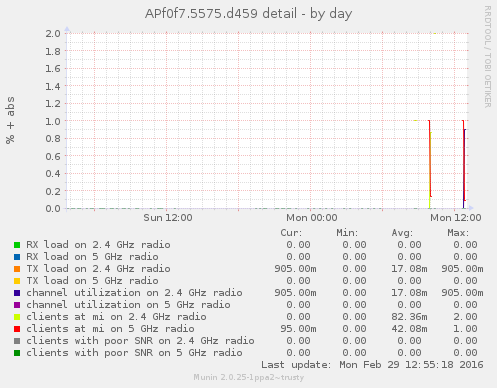 APf0f7.5575.d459 detail - by day
RRDTOOL / TOBI OETIKER
% + abs
2.0
1.8
1.6
1.4
1.2
1.0
0.8
0.6
0.4
0.2
0.0
Sun 12:00 Mon 00:00 Mon 12:00
Cur: Min: Avg: Max:
RX load on 2.4 GHz radio 0.00 0.00 0.00 0.00
RX load on 5 GHz radio 0.00 0.00 0.00 0.00
TX load on 2.4 GHz radio 905.00m 0.00 17.08m 905.00m
TX load on 5 GHz radio 0.00 0.00 0.00 0.00
channel utilization on 2.4 GHz radio 905.00m 0.00 17.08m 905.00m
channel utilization on 5 GHz radio 0.00 0.00 0.00 0.00
clients at mi on 2.4 GHz radio 0.00 0.00 82.36m 2.00
clients at mi on 5 GHz radio 95.00m 0.00 42.08m 1.00
clients with poor SNR on 2.4 GHz radio 0.00 0.00 0.00 0.00
clients with poor SNR on 5 GHz radio 0.00 0.00 0.00 0.00
Last update: Mon Feb 29 12:55:18 2016
Munin 2.0.25-1ppa2~trusty